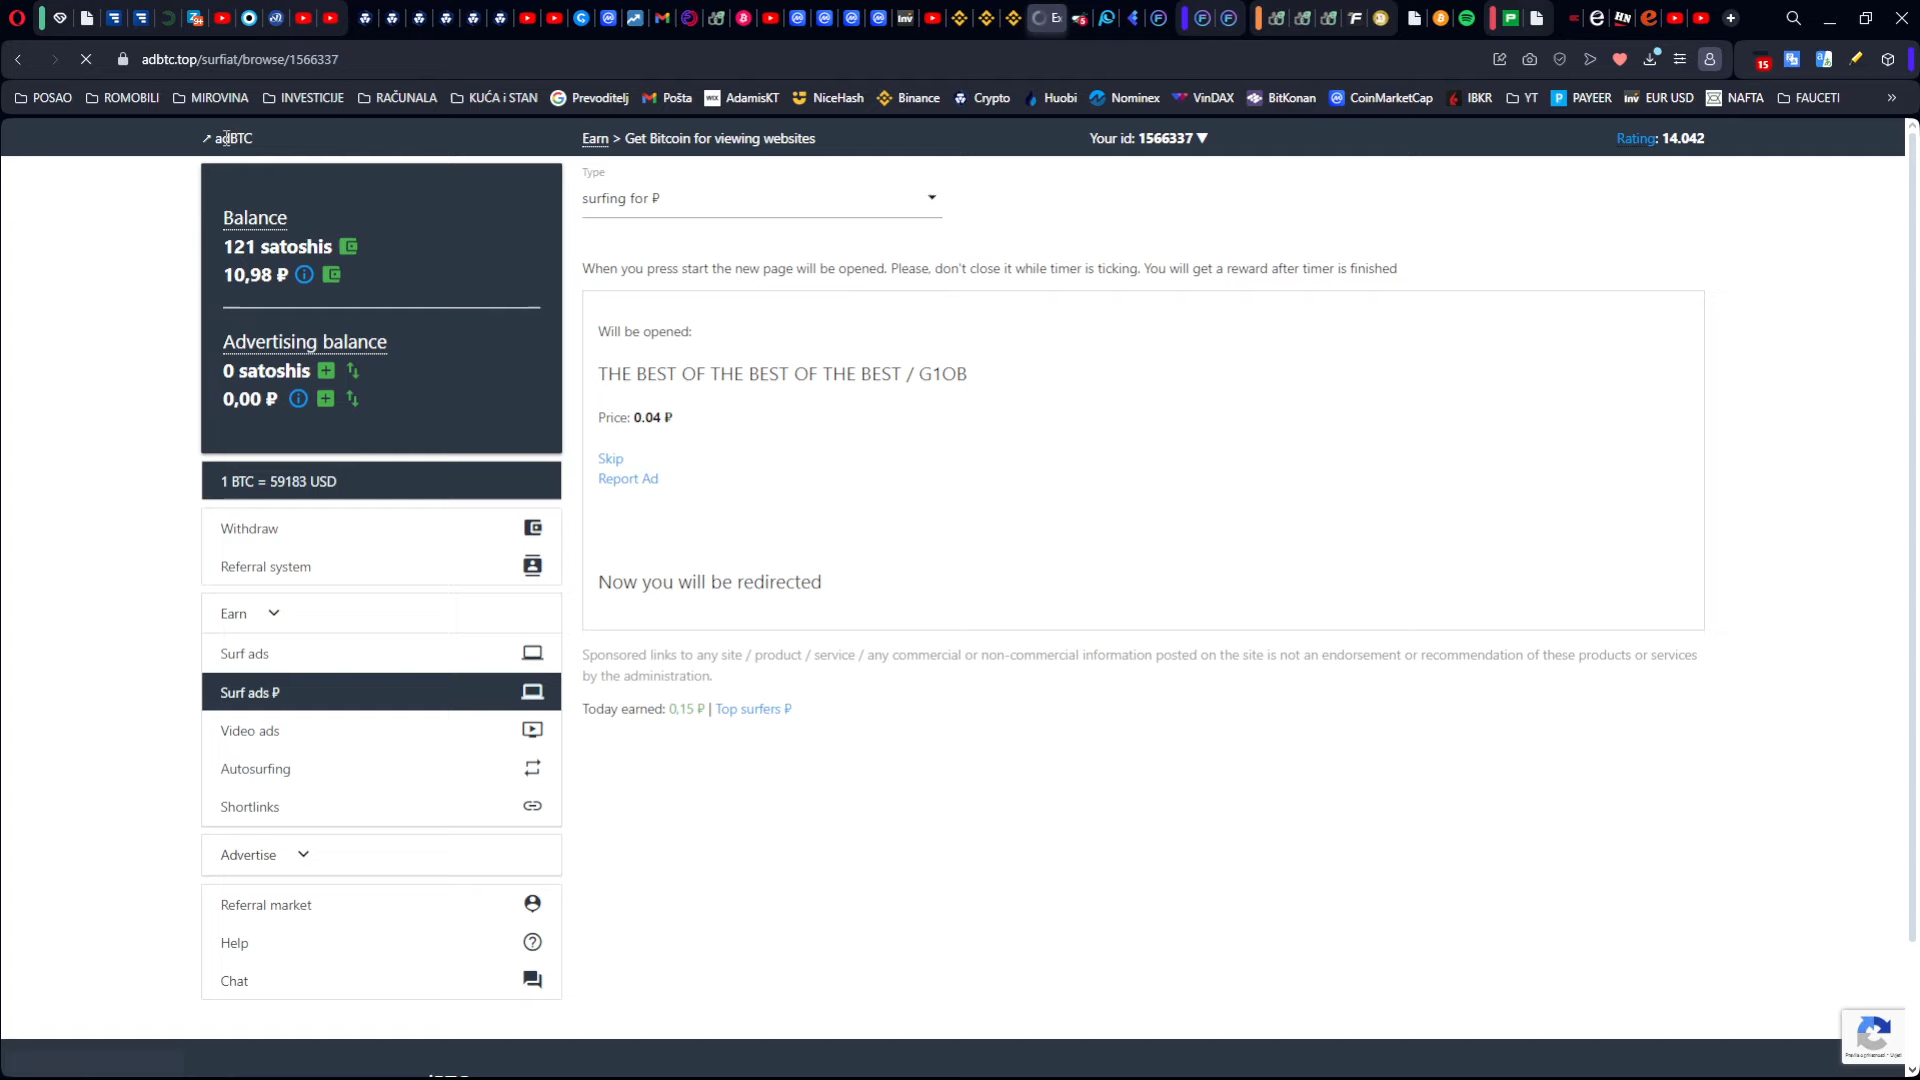 adbtc.top/surfiat/browse/1566337
15
POSAO ROMOBILI MIROVINA INVESTICIJE RAČUNALA KUĆA i STAN Prevoditelj Pošta AdamisKT NiceHash Binance Crypto Huobi Nominex VinDAX BitKonan CoinMarketCap IBKR YT PAYEER Inv EUR USD NAFTA FAUCETI »
↗ adBTC
Earn > Get Bitcoin for viewing websites
Your id: 1566337 ▼
Rating: 14.042
Balance
121 satoshis
10,98 ₽
Advertising balance
0 satoshis
0,00 ₽
1 BTC = 59183 USD
Withdraw
Referral system
Earn
Surf ads
Surf ads ₽
Video ads
Autosurfing
Shortlinks
Advertise
Referral market
Help
Chat
Type
surfing for ₽
When you press start the new page will be opened. Please, don't close it while timer is ticking. You will get a reward after timer is finished
Will be opened:
THE BEST OF THE BEST OF THE BEST / G1OB
Price: 0.04 ₽
Skip
Report Ad
Now you will be redirected
Sponsored links to any site / product / service / any commercial or non-commercial information posted on the site is not an endorsement or recommendation of these products or services
by the administration.
Today earned: 0,15 ₽ | Top surfers ₽